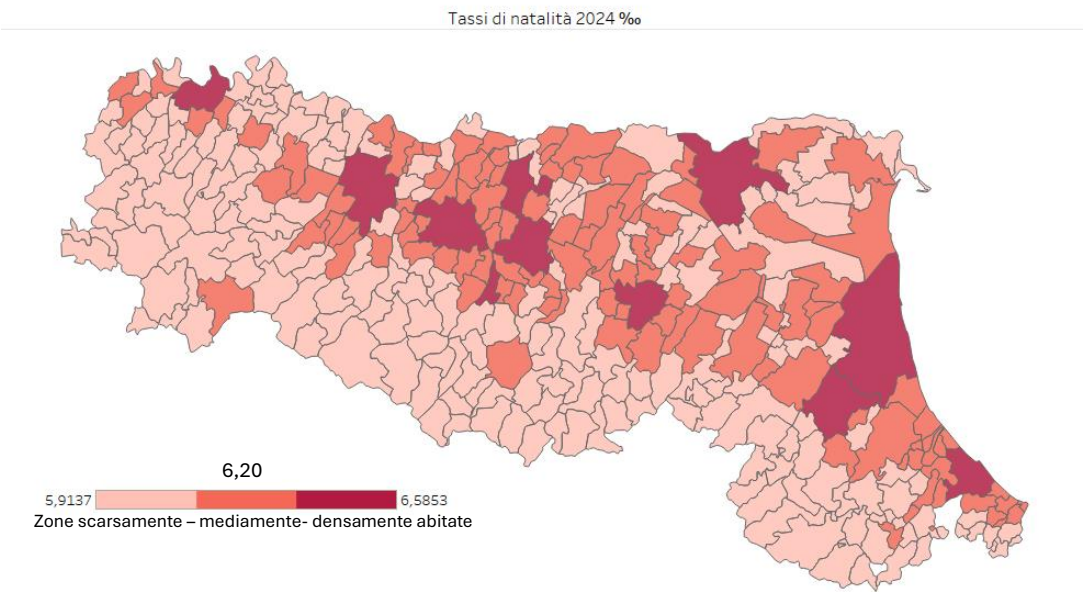 Tassi di natalità 2024 ‰
6,20
5,9137 6,5853
Zone scarsamente – mediamente- densamente abitate